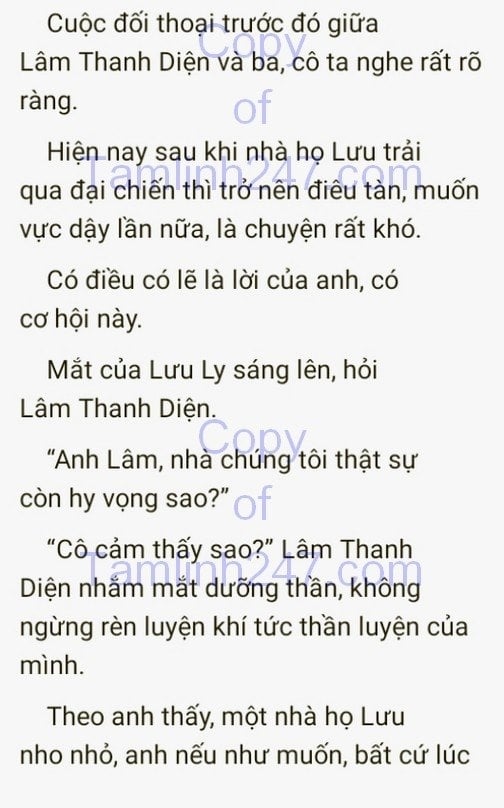 Cuộc đối thoại trước đó giữa
Lâm Thanh Diện và ba, cô ta nghe rất rõ
ràng.
Copy
of
Tamlinh247.com
Hiện nay sau khi nhà họ Lưu trải
qua đại chiến thì trở nên điêu tàn, muốn
vực dậy lần nữa, là chuyện rất khó.
Có điều có lẽ là lời của anh, có
cơ hội này.
Mắt của Lưu Ly sáng lên, hỏi
Lâm Thanh Diện.
Copy
of
Tamlinh247.com
“Anh Lâm, nhà chúng tôi thật sự
còn hy vọng sao?”
“Cô cảm thấy sao?” Lâm Thanh
Diện nhắm mắt dưỡng thần, không
ngừng rèn luyện khí tức thần luyện của
mình.
Theo anh thấy, một nhà họ Lưu
nho nhỏ, anh nếu như muốn, bất cứ lúc